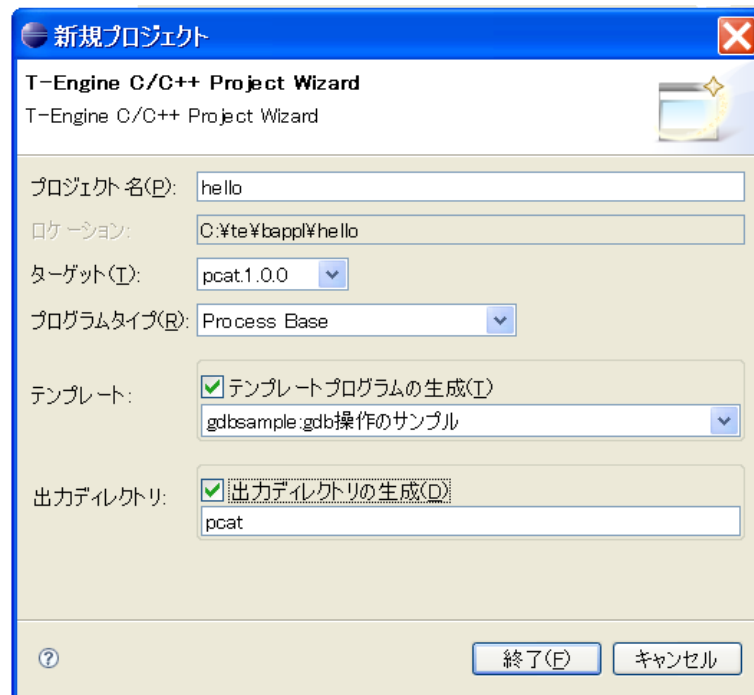 新規プロジェクト
T-Engine C/C++ Project Wizard
T-Engine C/C++ Project Wizard
プロジェクト名(P): hello
ロケーション: C:¥te¥bappl¥hello
ターゲット(T): pcat.1.0.0
プログラムタイプ(R): Process Base
テンプレート: テンプレートプログラムの生成(T)
gdbsample:gdb操作のサンプル
出力ディレクトリ: 出力ディレクトリの生成(D)
pcat
? 終了(F) キャンセル